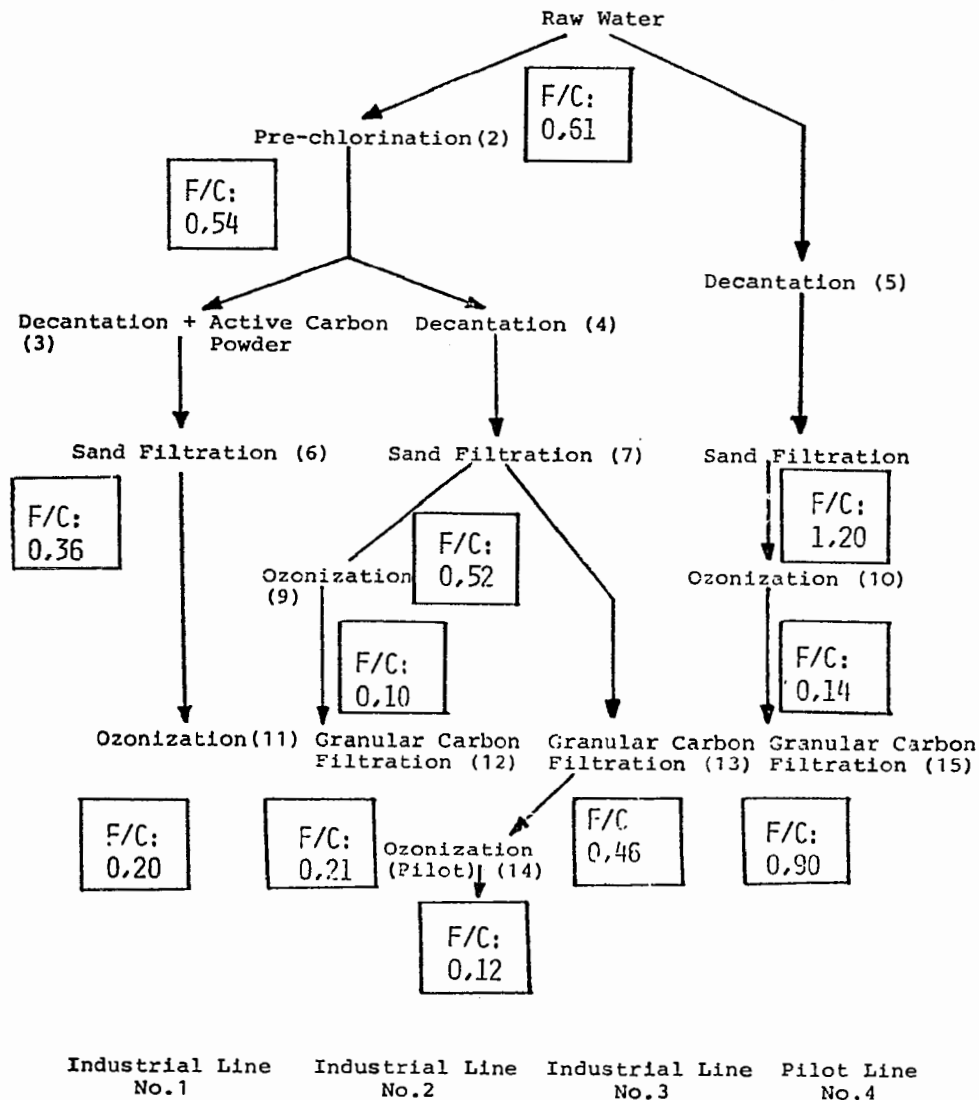 Raw Water
F/C:
0,61
Pre-chlorination(2)
F/C:
0,54
Decantation (5)
Decantation + Active Carbon
(3) Powder
Decantation (4)
Sand Filtration (6)
Sand Filtration (7)
Sand Filtration
F/C:
0,36
F/C:
0,52
F/C:
1,20
Ozonization
(9)
Ozonization (10)
F/C:
0,10
F/C:
0,14
Ozonization(11)
Granular Carbon
Filtration (12)
Granular Carbon
Filtration (13)
Granular Carbon
Filtration (15)
F/C:
0,20
F/C:
0,21
Ozonization
(Pilot) (14)
F/C
0,46
F/C:
0,90
F/C:
0,12
Industrial Line
No.1
Industrial Line
No.2
Industrial Line
No.3
Pilot Line
No.4